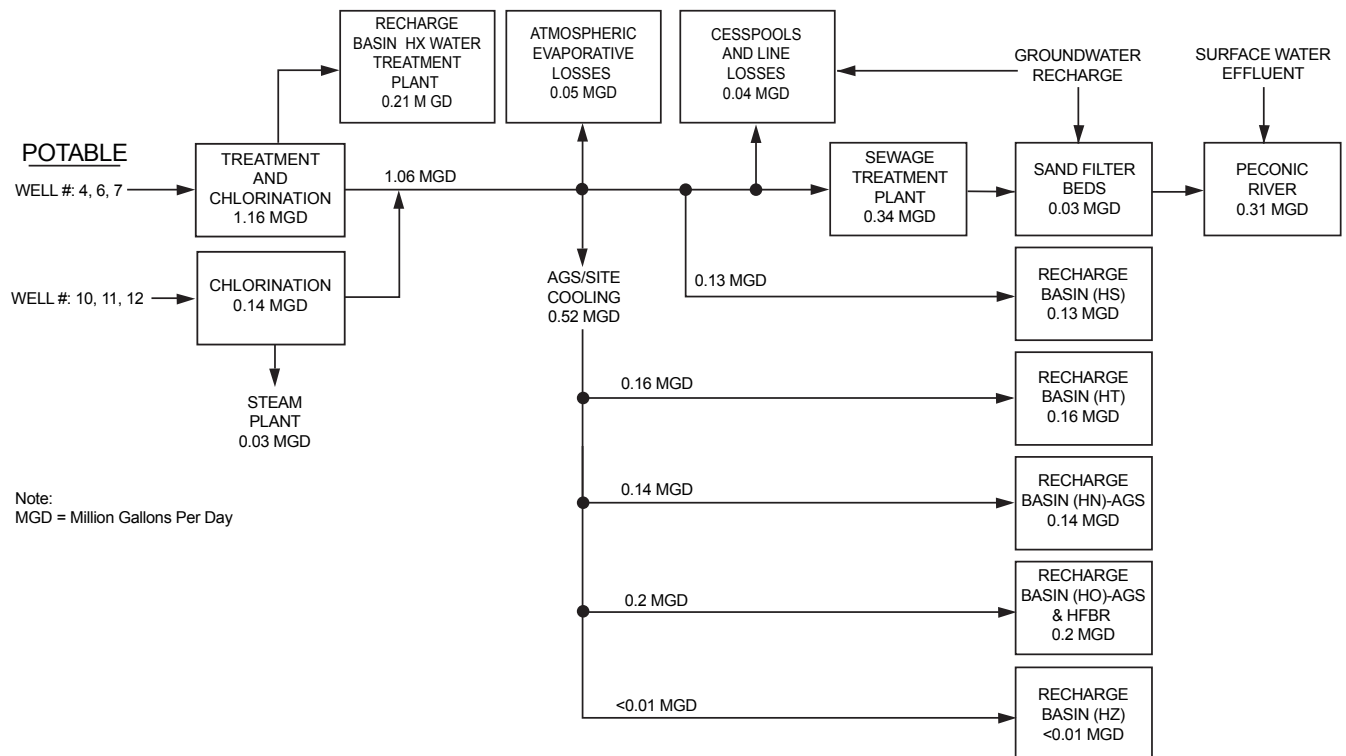 RECHARGE
BASIN HX WATER
TREATMENT
PLANT
0.21 M GD
ATMOSPHERIC
EVAPORATIVE
LOSSES
0.05 MGD
CESSPOOLS
AND LINE
LOSSES
0.04 MGD
GROUNDWATER
RECHARGE
SURFACE WATER
EFFLUENT
POTABLE
WELL #: 4, 6, 7
TREATMENT
AND
CHLORINATION
1.16 MGD
1.06 MGD
SEWAGE
TREATMENT
PLANT
0.34 MGD
SAND FILTER
BEDS
0.03 MGD
PECONIC
RIVER
0.31 MGD
WELL #: 10, 11, 12
CHLORINATION
0.14 MGD
AGS/SITE
COOLING
0.52 MGD
0.13 MGD
RECHARGE
BASIN (HS)
0.13 MGD
STEAM
PLANT
0.03 MGD
0.16 MGD
RECHARGE
BASIN (HT)
0.16 MGD
Note:
MGD = Million Gallons Per Day
0.14 MGD
RECHARGE
BASIN (HN)-AGS
0.14 MGD
0.2 MGD
RECHARGE
BASIN (HO)-AGS
& HFBR
0.2 MGD
<0.01 MGD
RECHARGE
BASIN (HZ)
<0.01 MGD